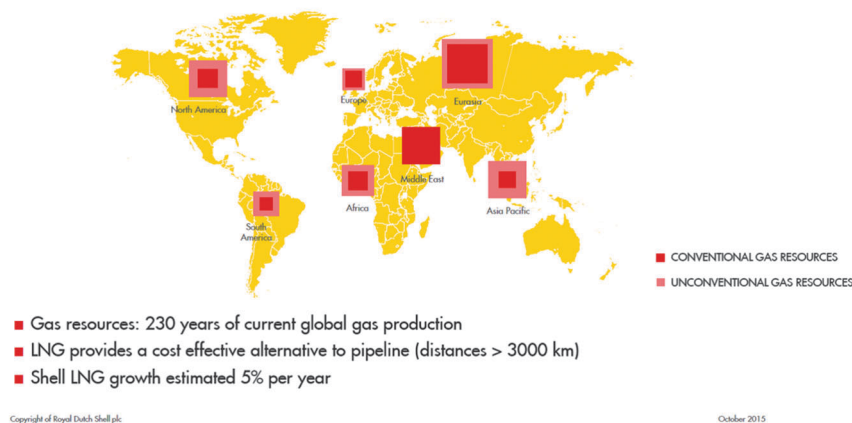 North America
Europe
Eurasia
Middle East
Africa
Asia Pacific
South
America
CONVENTIONAL GAS RESOURCES
UNCONVENTIONAL GAS RESOURCES
Gas resources: 230 years of current global gas production
LNG provides a cost effective alternative to pipeline (distances > 3000 km)
Shell LNG growth estimated 5% per year
Copyright of Royal Dutch Shell plc
October 2015